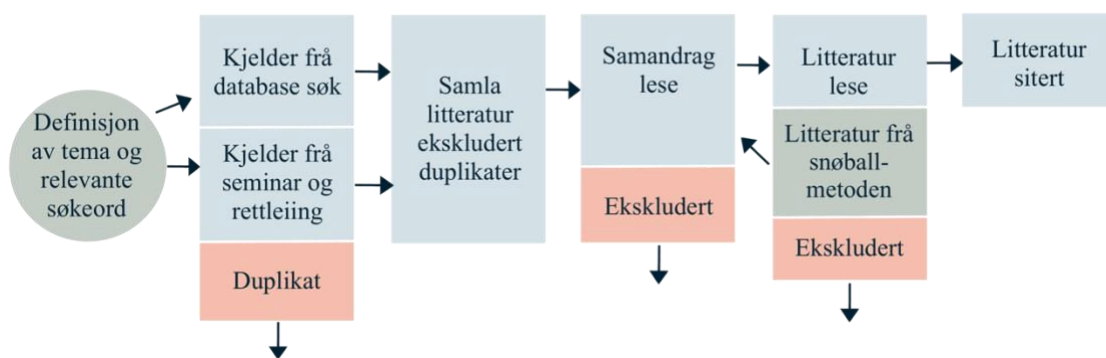 Definisjon
av tema og
relevante
søkeord
Kjelder frå
database søk
Kjelder frå
seminar og
rettleiing
Duplikat
Samla
litteratur
ekskludert
duplikater
Samandrag
lese
Ekskludert
Litteratur
lese
Litteratur frå
snøball-
metoden
Ekskludert
Litteratur
sitert